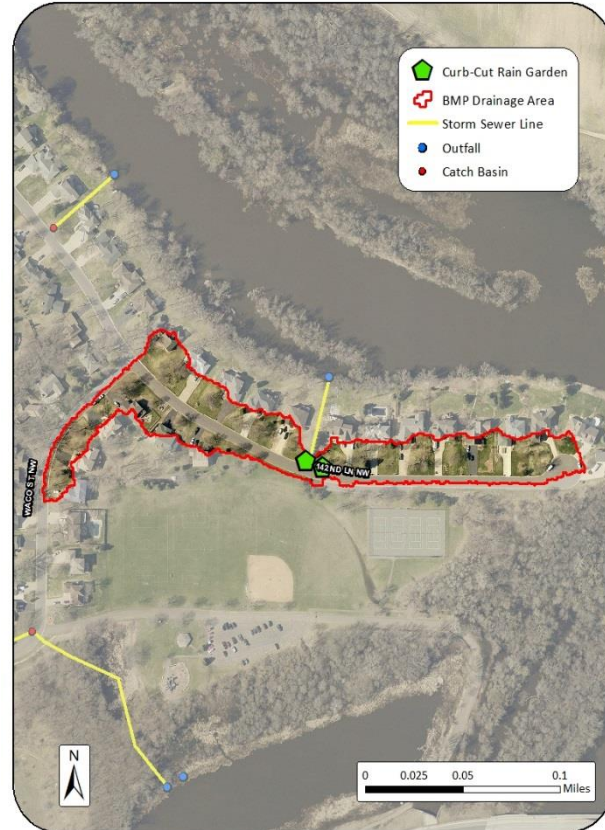 Curb-Cut Rain Garden
BMP Drainage Area
Storm Sewer Line
Outfall
Catch Basin
WACO ST NW
142ND LN NW
N
0 0.025 0.05 0.1
Miles